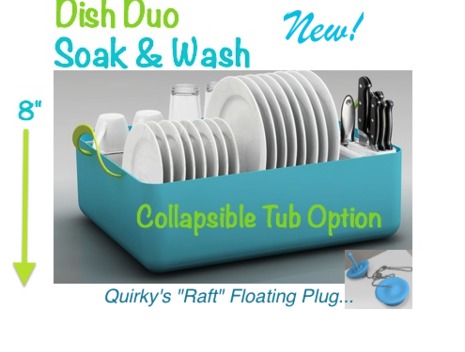 Dish Duo
New!
Soak & Wash
8"
Collapsible Tub Option
Quirky's "Raft" Floating Plug...